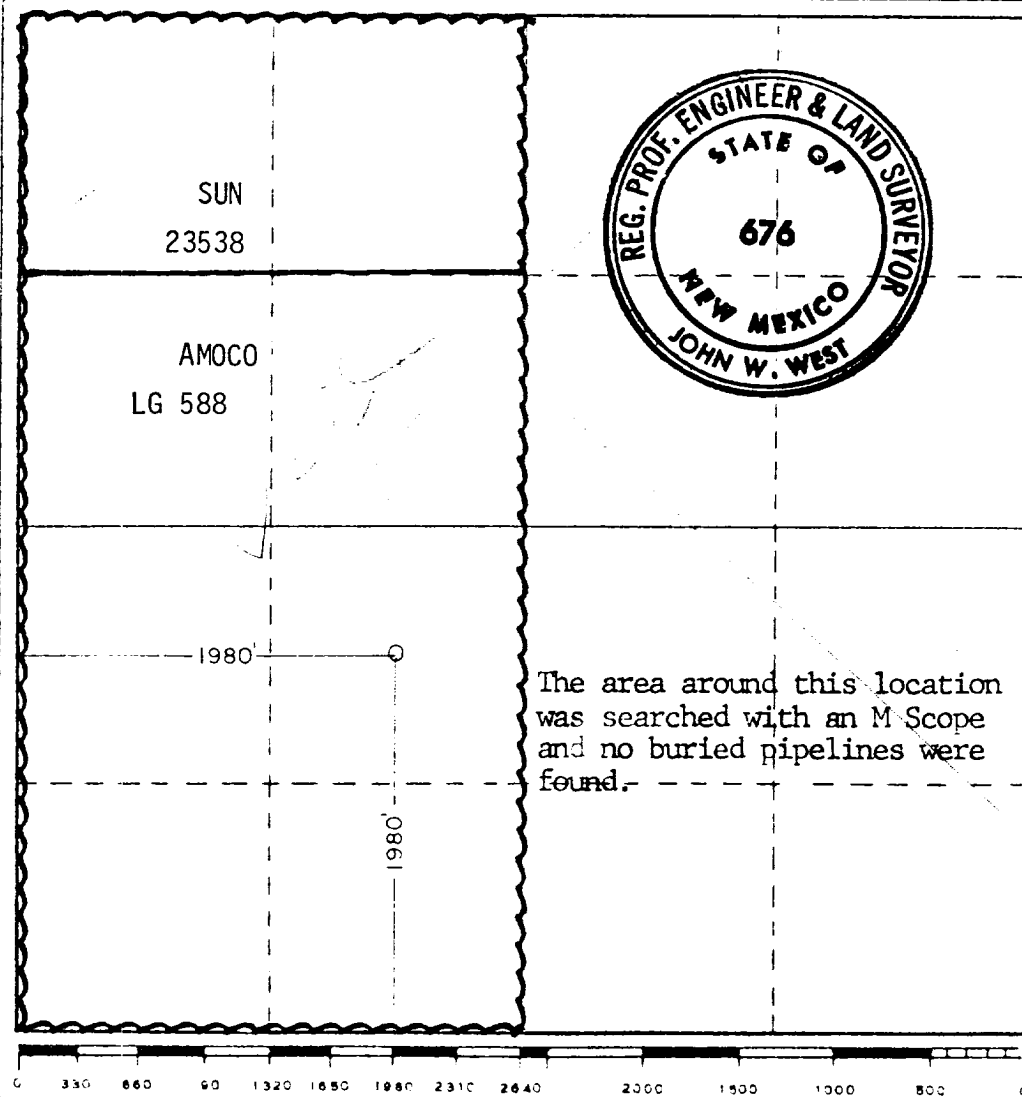 SUN
23538
REG. PROF. ENGINEER & LAND SURVEYOR
STATE OF
676
NEW MEXICO
JOHN W. WEST
AMOCO
LG 588
1980'
The area around this location
was searched with an M Scope
and no buried pipelines were
found.
1980'
0 330 660 90 1320 1650 1980 2310 2640 2000 1500 1000 500 0